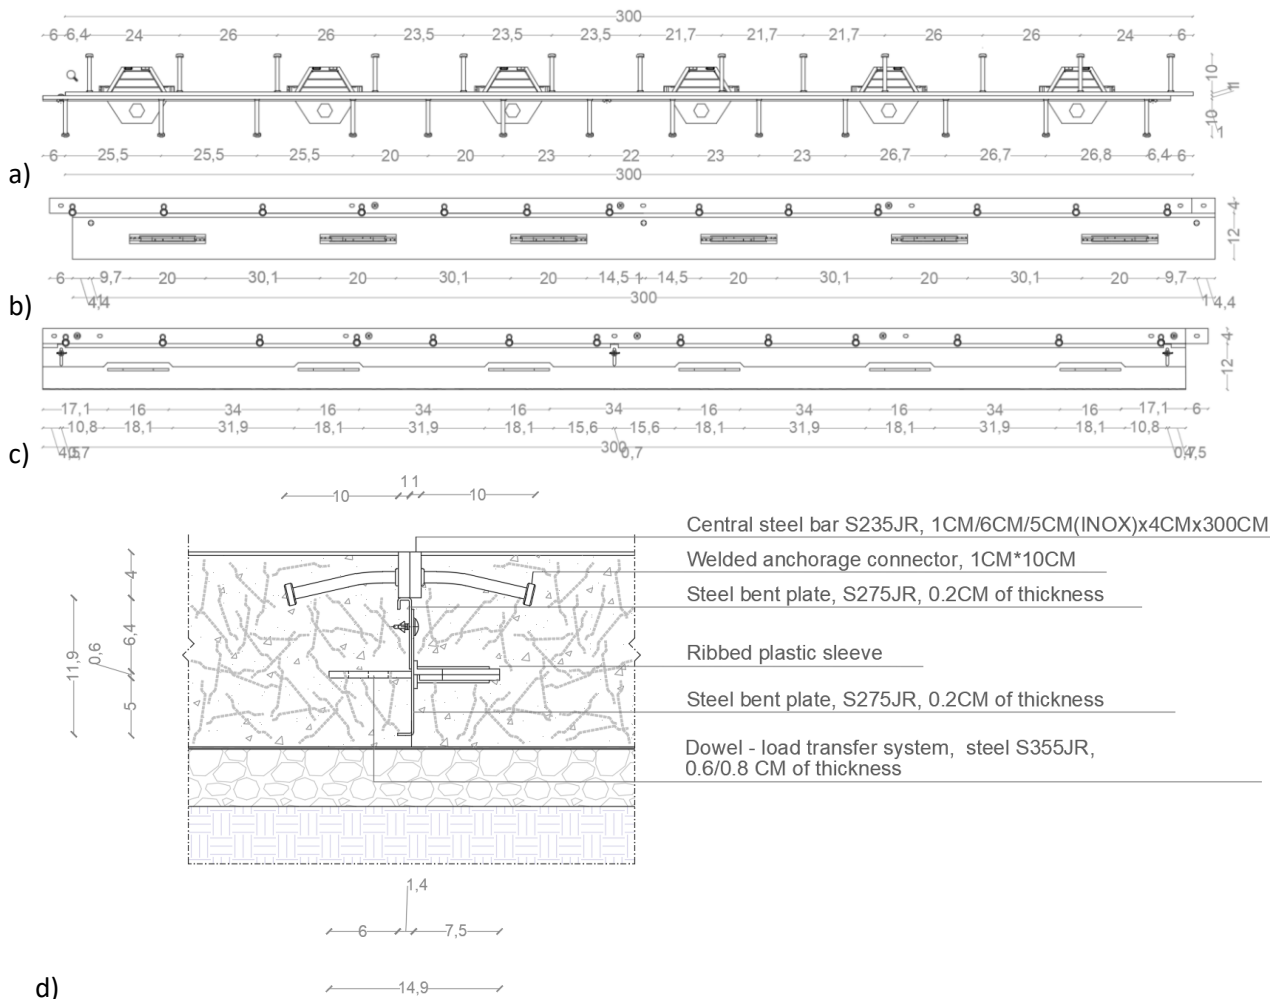 300
6 6,4 24 26 26 23,5 23,5 23,5 21,7 21,7 21,7 26 26 24 6
10
10
1
6 25,5 25,5 25,5 20 20 23 22 23 23 26,7 26,7 26,8 6,4 6
300
a)
4
12
6 9,7 20 30,1 20 30,1 20 14,5 1 14,5 20 30,1 20 30,1 20 9,7
4,4 300 1 4,4
b)
4
12
17,1 16 34 16 34 16 34 16 34 16 34 16 17,1 6
10,8 18,1 31,9 18,1 31,9 18,1 15,6 15,6 18,1 31,9 18,1 31,9 18,1 10,8
300 0,7
c)
11
10 10
Central steel bar S235JR, 1CM/6CM/5CM(INOX)x4CMx300CM
Welded anchorage connector, 1CM*10CM
Steel bent plate, S275JR, 0.2CM of thickness
Ribbed plastic sleeve
Steel bent plate, S275JR, 0.2CM of thickness
Dowel - load transfer system, steel S355JR,
0.6/0.8 CM of thickness
4
6,4
0,6
11,9
5
1,4
6 7,5
14,9
d)